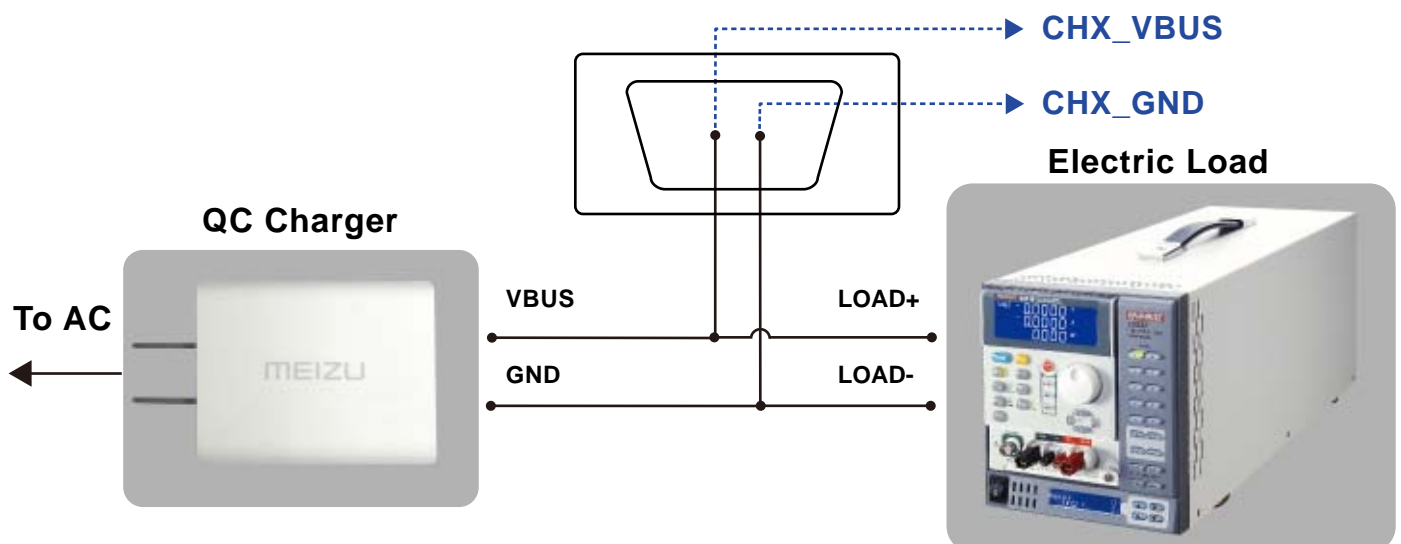 CHX_VBUS
CHX_GND
Electric Load
QC Charger
VBUS
LOAD+
To AC
MEIZU
GND
LOAD-